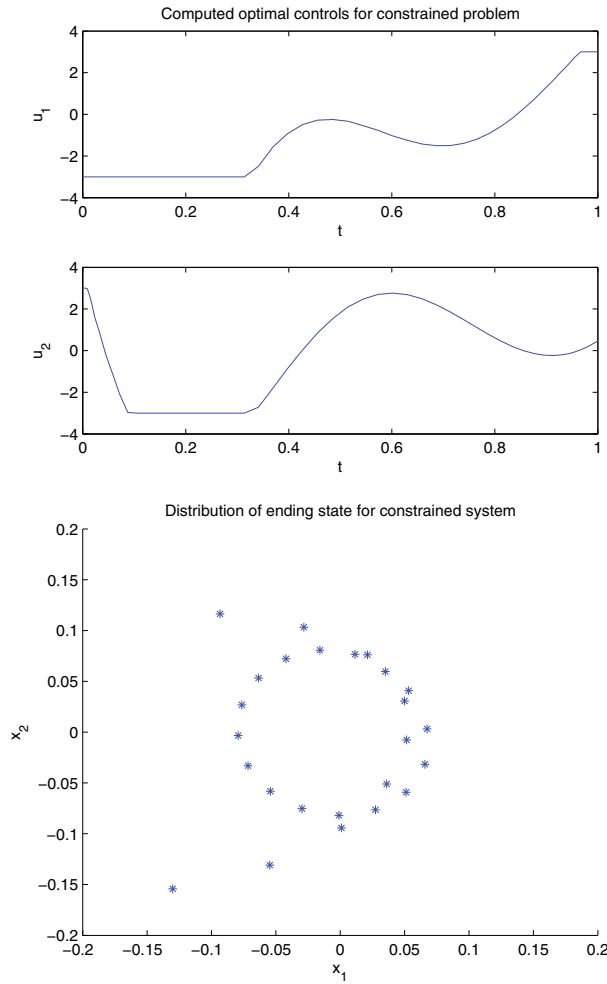 Computed optimal controls for constrained problem
4
2
0
−2
−4
u1
0 0.2 0.4 0.6 0.8 1
t
4
2
0
−2
−4
u2
0 0.2 0.4 0.6 0.8 1
t
Distribution of ending state for constrained system
0.2
0.15
0.1
0.05
0
−0.05
−0.1
−0.15
−0.2
x2
−0.2 −0.15 −0.1 −0.05 0 0.05 0.1 0.15 0.2
x1